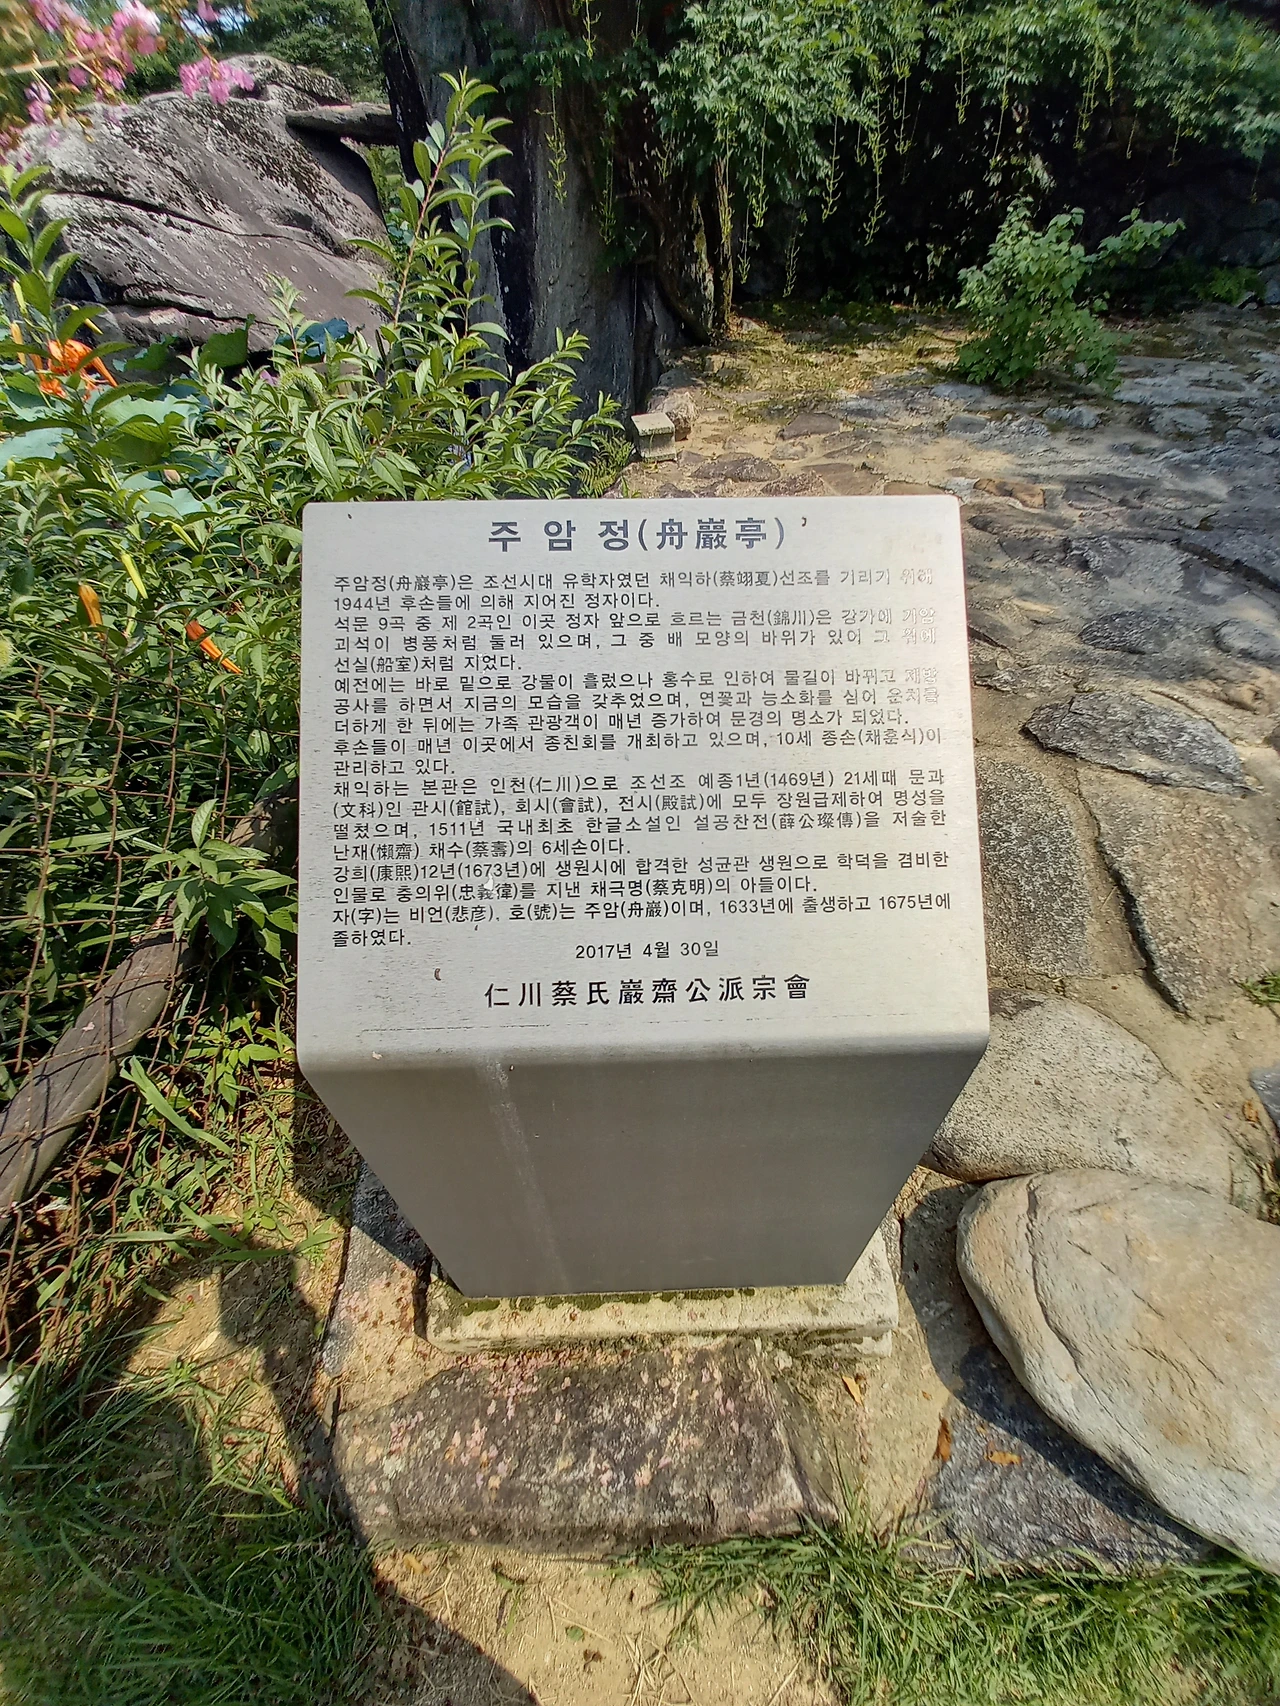 주 암 정(舟巖亭)
주암정(舟巖亭)은 조선시대 유학자였던 채익하(蔡翊夏)선조를 기리기 위해
1944년 후손들에 의해 지어진 정자이다.
석문 9곡 중 제 2곡인 이곳 정자 앞으로 흐르는 금천(錦川)은 강가에 기암
괴석이 병풍처럼 둘러 있으며, 그 중 배 모양의 바위가 있어 그 위에
선실(船室)처럼 지었다.
예전에는 바로 밑으로 강물이 흘렀으나 홍수로 인하여 물길이 바뀌고 제방
공사를 하면서 지금의 모습을 갖추었으며, 연꽃과 능소화를 심어 운치를
더하게 한 뒤에는 가족 관광객이 매년 증가하여 문경의 명소가 되었다.
후손들이 매년 이곳에서 종친회를 개최하고 있으며, 10세 종손(채훈식)이
관리하고 있다.
채익하는 본관은 인천(仁川)으로 조선조 예종1년(1469년) 21세때 문과
(文科)인 관시(館試), 회시(會試), 전시(殿試)에 모두 장원급제하여 명성을
떨쳤으며, 1511년 국내최초 한글소설인 설공찬전(薛公璨傳)을 저술한
난재(懶齋) 채수(蔡壽)의 6세손이다.
강희(康熙)12년(1673년)에 생원시에 합격한 성균관 생원으로 학덕을 겸비한
인물로 충의위(忠義衛)를 지낸 채극명(蔡克明)의 아들이다.
자(字)는 비언(悲彦), 호(號)는 주암(舟巖)이며, 1633년에 출생하고 1675년에
졸하였다.
2017년 4월 30일
仁川蔡氏巖齋公派宗會